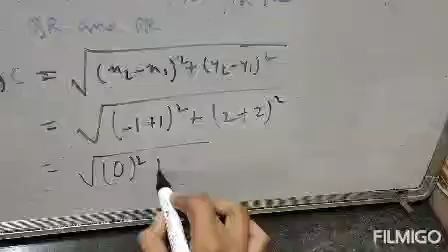 QR and PR
C = √(x₂-x₁)²+(y₂-y₁)²
= √(-1+1)²+(2+2)²
= √(0)²
FILMIGO